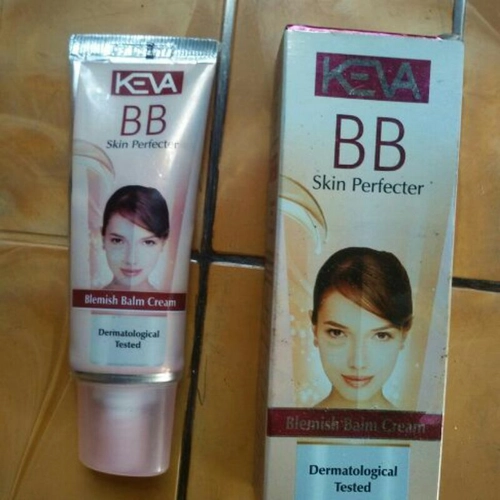 KEVA
BB
Skin Perfecter
Blemish Balm Cream
Dermatological
Tested
KEVA
BB
Skin Perfecter
Blemish Balm Cream
Dermatological
Tested